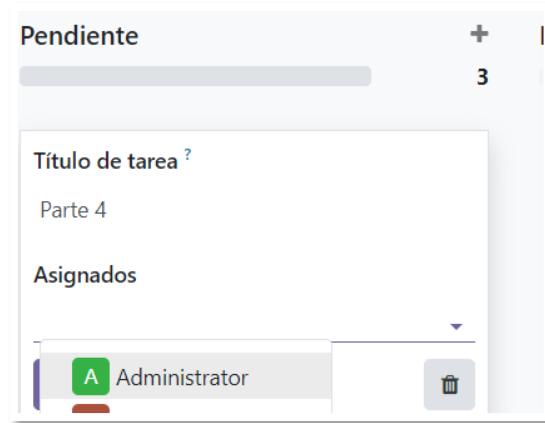 Pendiente
3
Título de tarea ?
Parte 4
Asignados
A Administrator